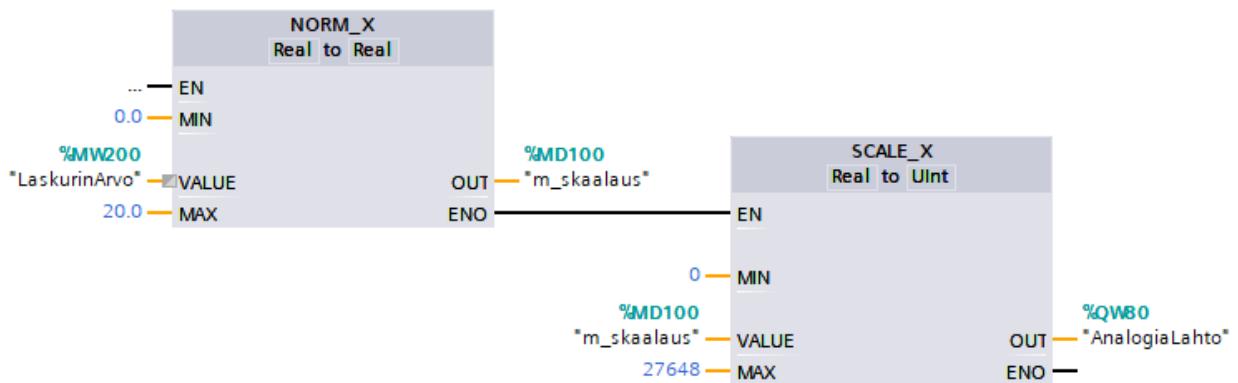 NORM_X
Real to Real
... EN
0.0 MIN
%MW200
"LaskurinArvo" VALUE
20.0 MAX
%MD100
OUT "m_skaalaus"
ENO
SCALE_X
Real to UInt
EN
0 MIN
%MD100
"m_skaalaus" VALUE
27648 MAX
%QW80
OUT "AnalogiaLahto"
ENO